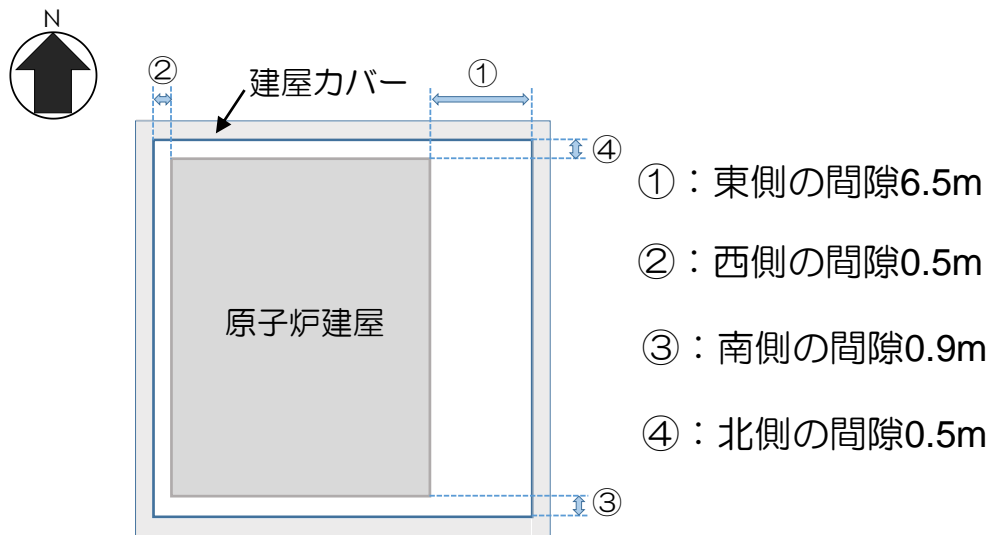 N
②
建屋カバー
①
④
①：東側の間隙6.5m
②：西側の間隙0.5m
原子炉建屋
③：南側の間隙0.9m
④：北側の間隙0.5m
③